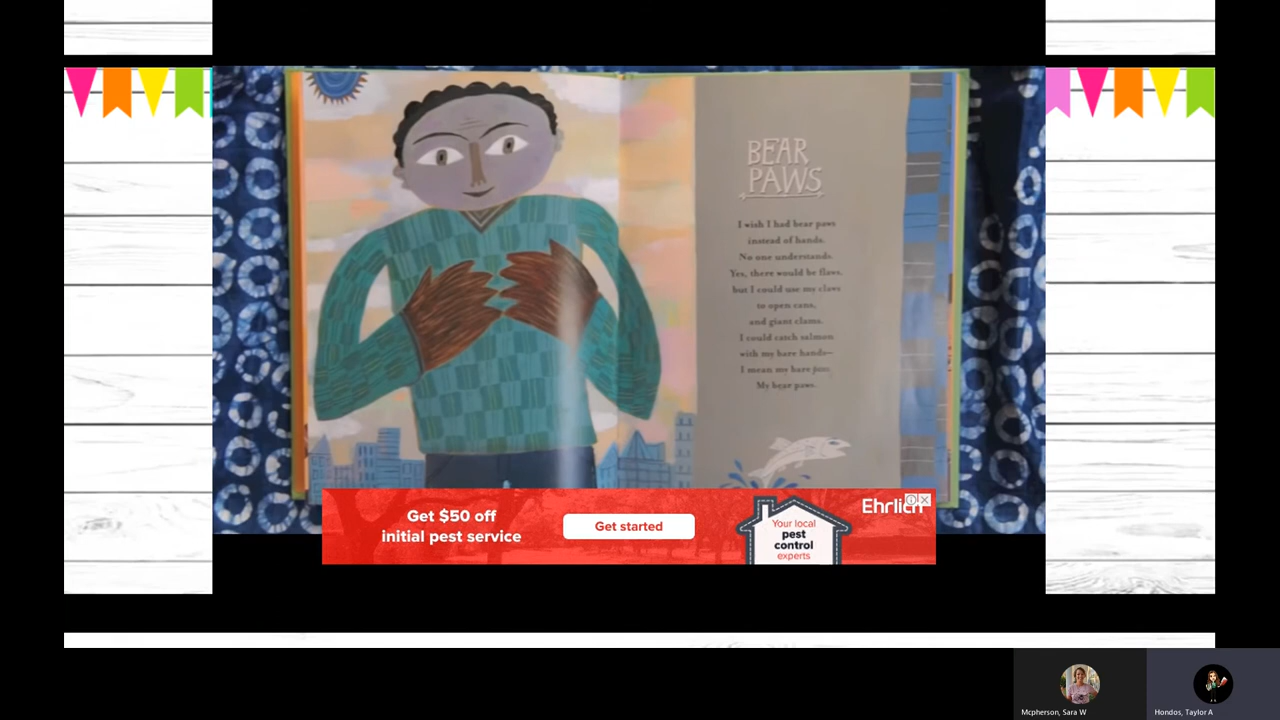 BEAR
PAWS
I wish I had bear paws
instead of hands.
No one understands.
Yes, there would be flaws,
but I could use my claws
to open cans,
and giant clams.
I could catch salmon
with my bare hands—
I mean my bare jaws.
My bear paws.
Get $50 off
initial pest service
Get started
Your local
pest
control
experts
Ehrlich
Mcpherson, Sara W
Hondos, Taylor A